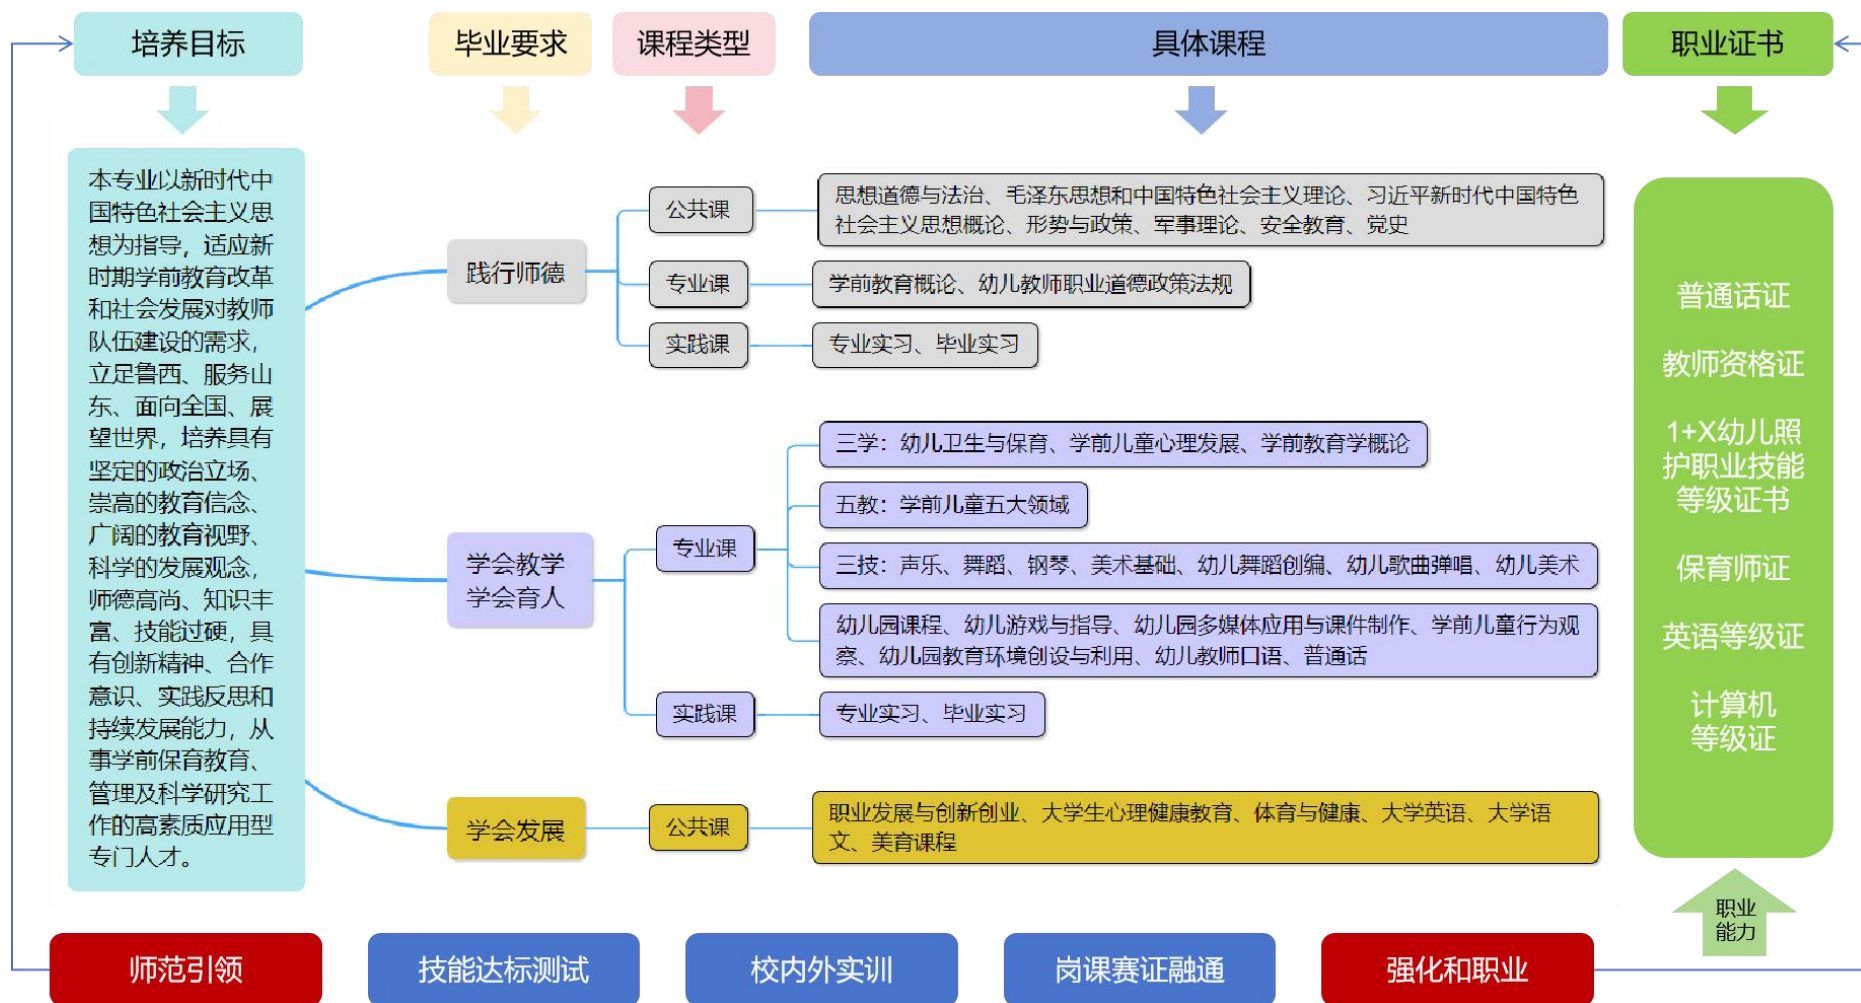 培养目标
毕业要求
课程类型
具体课程
职业证书
本专业以新时代中
国特色社会主义思
想为指导，适应新
时期学前教育改革
和社会发展对教师
队伍建设的需求，
立足鲁西、服务山
东、面向全国、展
望世界，培养具有
坚定的政治立场、
崇高的教育信念、
广阔的教育视野、
科学的发展观念，
师德高尚、知识丰
富、技能过硬，具
有创新精神、合作
意识、实践反思和
持续发展能力，从
事学前保育教育、
管理及科学研究工
作的高素质应用型
专门人才。
践行师德
公共课
思想道德与法治、毛泽东思想和中国特色社会主义理论、习近平新时代中国特色
社会主义思想概论、形势与政策、军事理论、安全教育、党史
专业课
学前教育概论、幼儿教师职业道德政策法规
实践课
专业实习、毕业实习
学会教学
学会育人
专业课
三学：幼儿卫生与保育、学前儿童心理发展、学前教育学概论
五教：学前儿童五大领域
三技：声乐、舞蹈、钢琴、美术基础、幼儿舞蹈创编、幼儿歌曲弹唱、幼儿美术
幼儿园课程、幼儿游戏与指导、幼儿园多媒体应用与课件制作、学前儿童行为观
察、幼儿园教育环境创设与利用、幼儿教师口语、普通话
实践课
专业实习、毕业实习
学会发展
公共课
职业发展与创新创业、大学生心理健康教育、体育与健康、大学英语、大学语
文、美育课程
普通话证
教师资格证
1+X幼儿照
护职业技能
等级证书
保育师证
英语等级证
计算机
等级证
职业
能力
师范引领
技能达标测试
校内外实训
岗课赛证融通
强化和职业